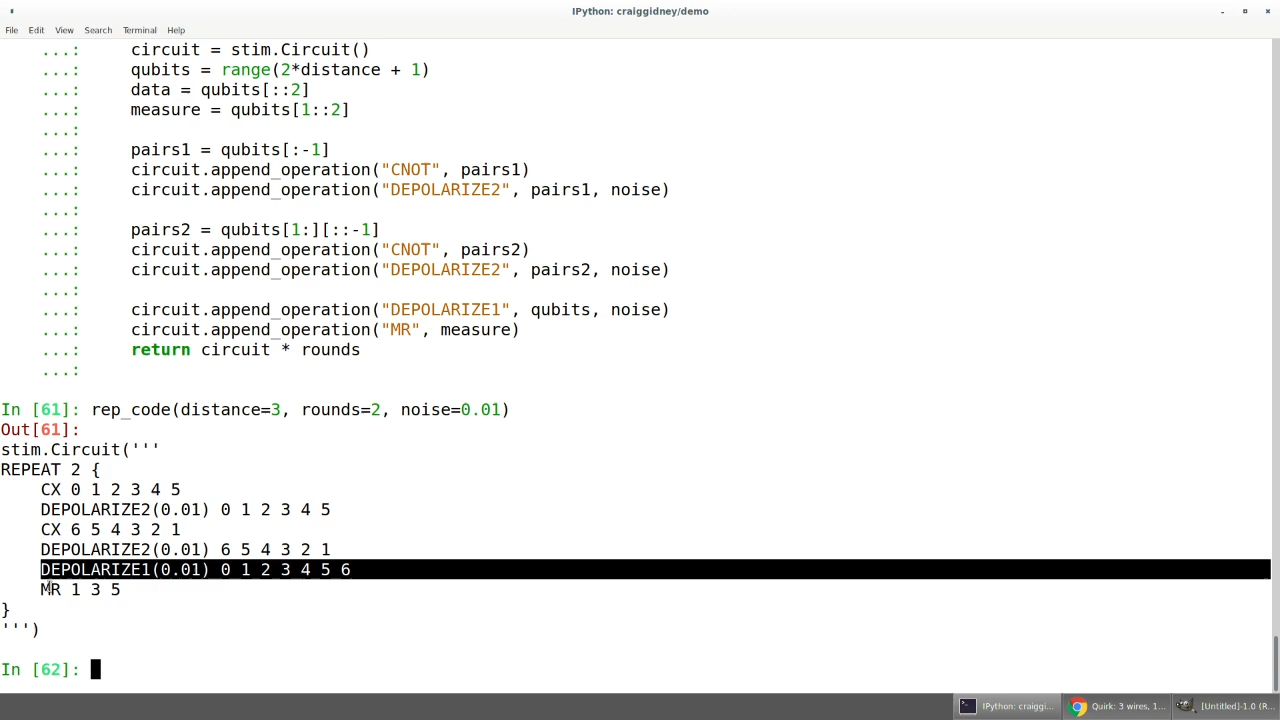 IPython: craiggidney/demo
File Edit View Search Terminal Help
...: circuit = stim.Circuit()
...: qubits = range(2*distance + 1)
...: data = qubits[::2]
...: measure = qubits[1::2]
...:
...: pairs1 = qubits[:-1]
...: circuit.append_operation("CNOT", pairs1)
...: circuit.append_operation("DEPOLARIZE2", pairs1, noise)
...:
...: pairs2 = qubits[1:][::-1]
...: circuit.append_operation("CNOT", pairs2)
...: circuit.append_operation("DEPOLARIZE2", pairs2, noise)
...:
...: circuit.append_operation("DEPOLARIZE1", qubits, noise)
...: circuit.append_operation("MR", measure)
...: return circuit * rounds
...:
In [61]: rep_code(distance=3, rounds=2, noise=0.01)
Out[61]:
stim.Circuit('''
REPEAT 2 {
CX 0 1 2 3 4 5
DEPOLARIZE2(0.01) 0 1 2 3 4 5
CX 6 5 4 3 2 1
DEPOLARIZE2(0.01) 6 5 4 3 2 1
DEPOLARIZE1(0.01) 0 1 2 3 4 5 6
MR 1 3 5
}
''')
In [62]:
IPython: craiggi... Quirk: 3 wires, 1... [Untitled]-1.0 (R...